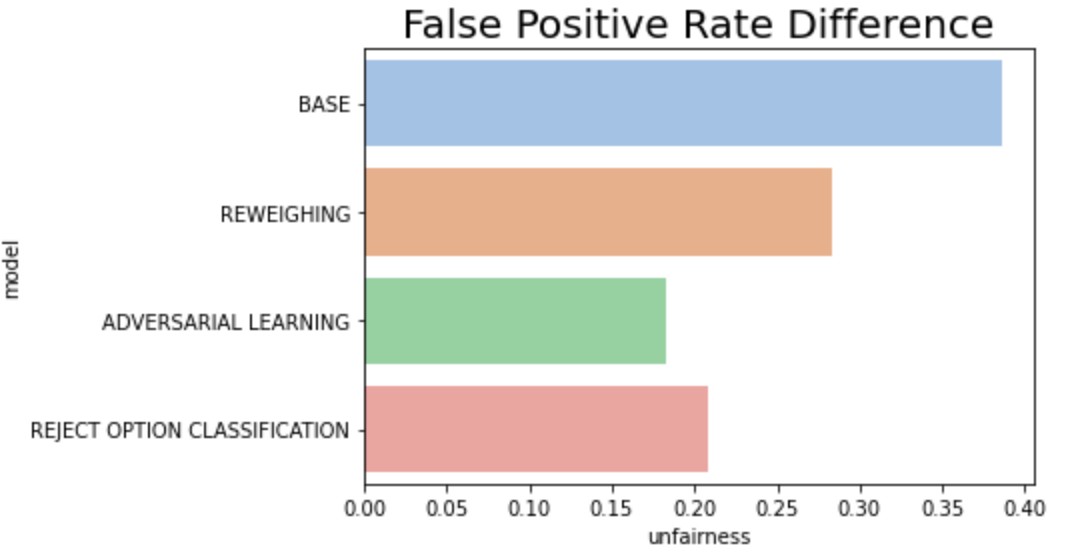 False Positive Rate Difference
BASE
REWEIGHING
ADVERSARIAL LEARNING
REJECT OPTION CLASSIFICATION
model
0.00 0.05 0.10 0.15 0.20 0.25 0.30 0.35 0.40
unfairness